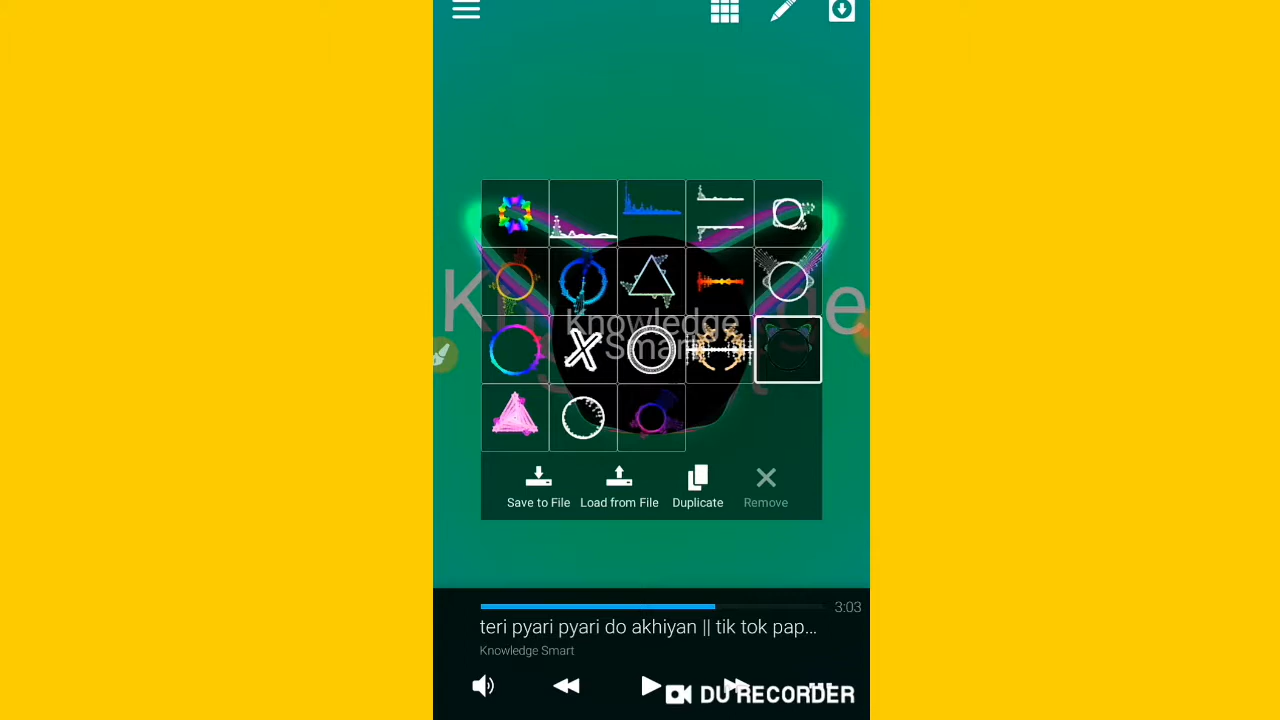 Knowledge
Smart
Save to File
Load from File
Duplicate
Remove
3:03
teri pyari pyari do akhiyan || tik tok pap...
Knowledge Smart
DU RECORDER